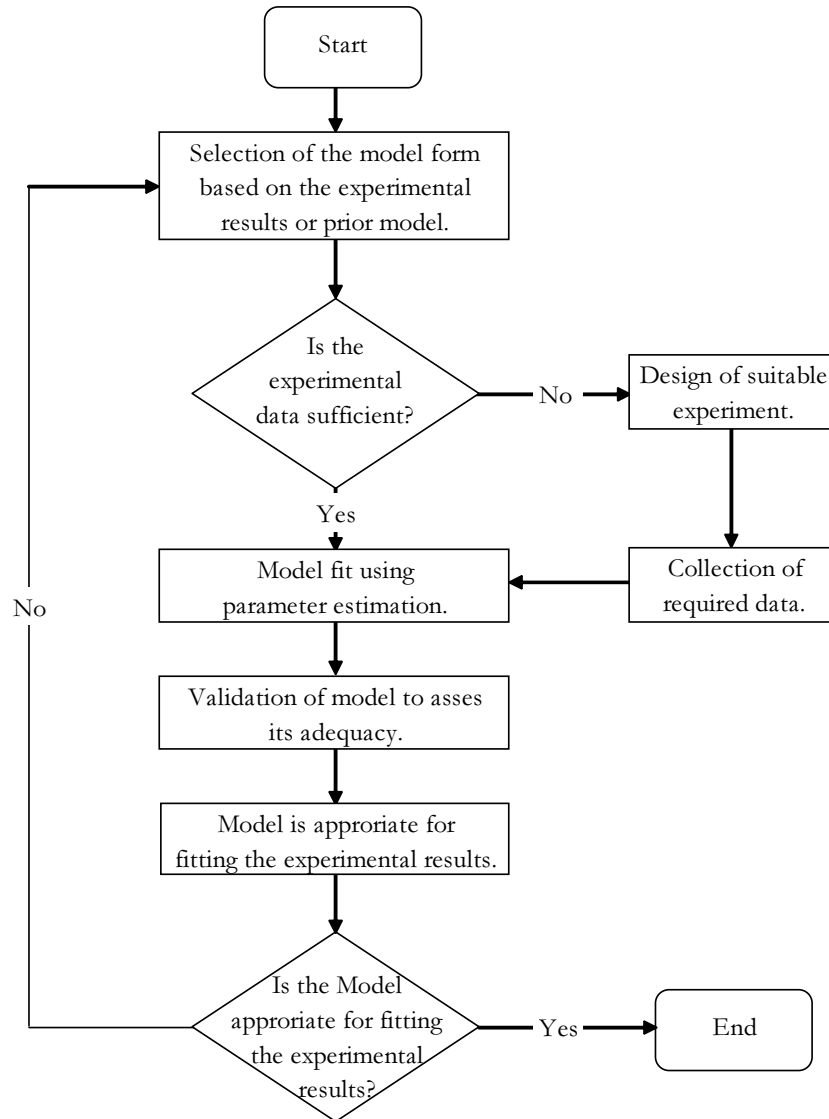 Start
Selection of the model form
based on the experimental
results or prior model.
Is the
experimental
data sufficient?
No
Design of suitable
experiment.
Yes
Collection of
required data.
Model fit using
parameter estimation.
No
Validation of model to asses
its adequacy.
Model is approriate for
fitting the experimental results.
Is the Model
approriate for fitting
the experimental
results?
Yes
End